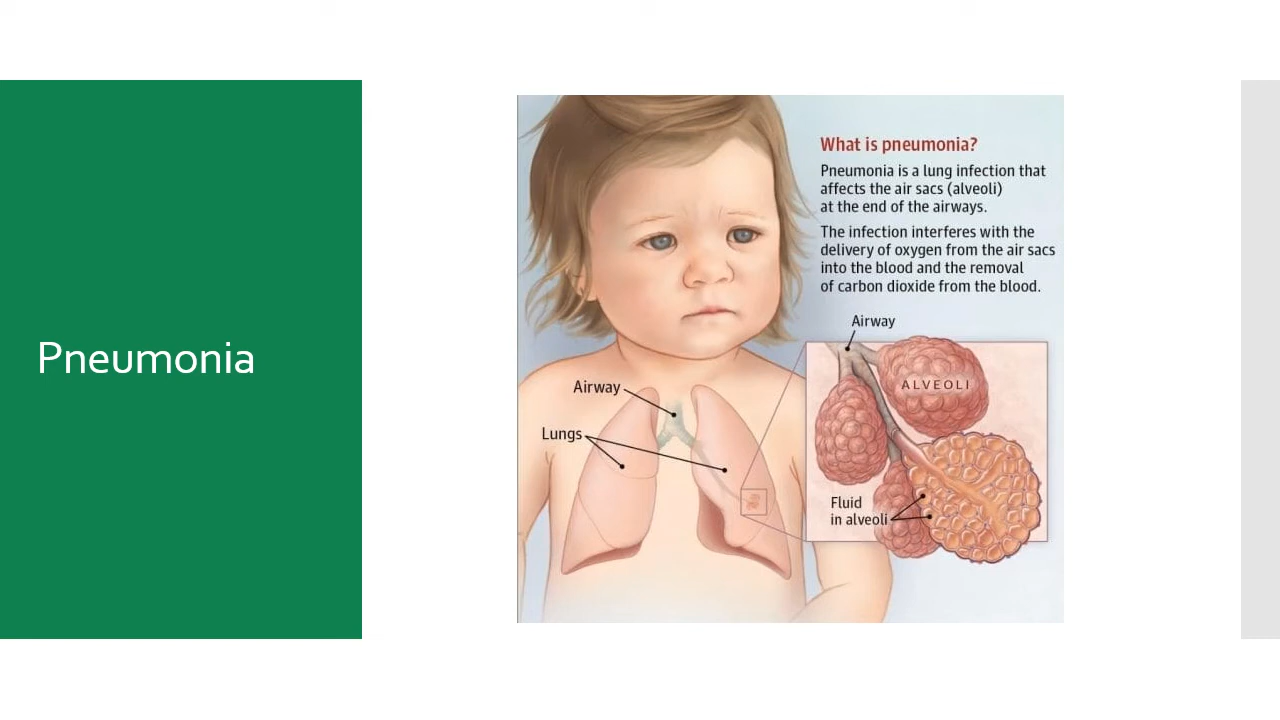 Pneumonia
What is pneumonia?
Pneumonia is a lung infection that
affects the air sacs (alveoli)
at the end of the airways.
The infection interferes with the
delivery of oxygen from the air sacs
into the blood and the removal
of carbon dioxide from the blood.
Airway
ALVEOLI
Airway
Lungs
Fluid
in alveoli